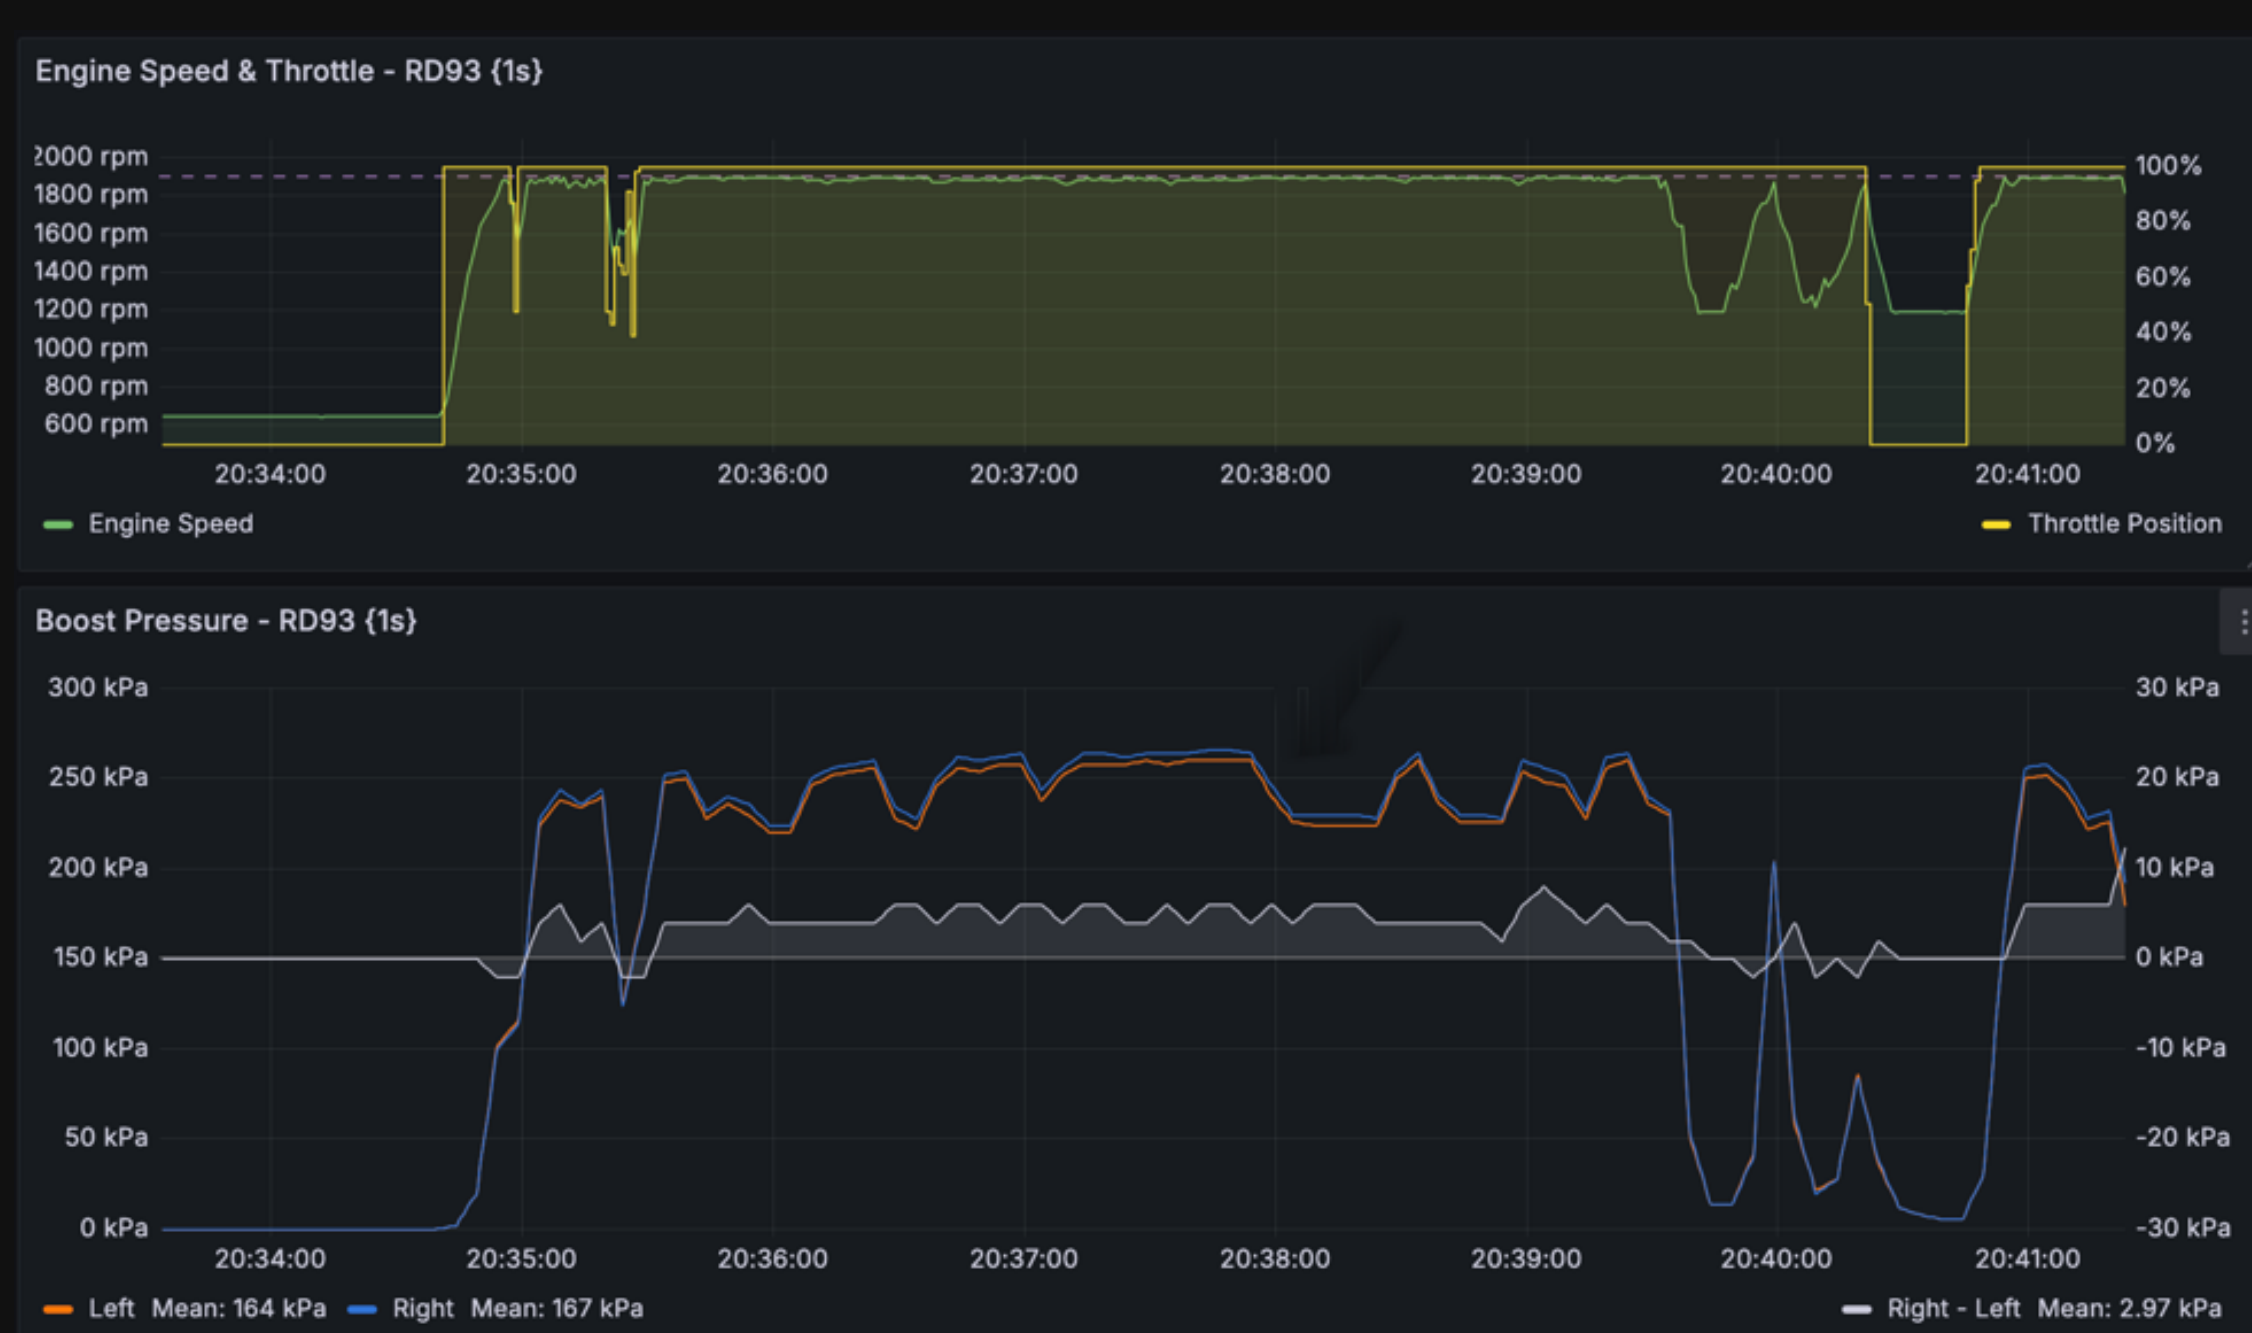 Engine Speed & Throttle - RD93 {1s}
2000 rpm
1800 rpm
1600 rpm
1400 rpm
1200 rpm
1000 rpm
800 rpm
600 rpm
100%
80%
60%
40%
20%
0%
20:34:00 20:35:00 20:36:00 20:37:00 20:38:00 20:39:00 20:40:00 20:41:00
Engine Speed Throttle Position
Boost Pressure - RD93 {1s}
300 kPa
250 kPa
200 kPa
150 kPa
100 kPa
50 kPa
0 kPa
30 kPa
20 kPa
10 kPa
0 kPa
-10 kPa
-20 kPa
-30 kPa
20:34:00 20:35:00 20:36:00 20:37:00 20:38:00 20:39:00 20:40:00 20:41:00
Left Mean: 164 kPa Right Mean: 167 kPa Right - Left Mean: 2.97 kPa